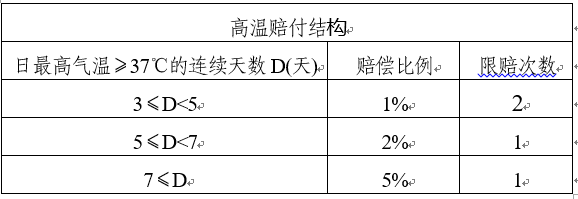 高温赔付结构
日最高气温≥37℃的连续天数 D(天) 赔偿比例 限赔次数
3≤D<5 1% 2
5≤D<7 2% 1
7≤D 5% 1